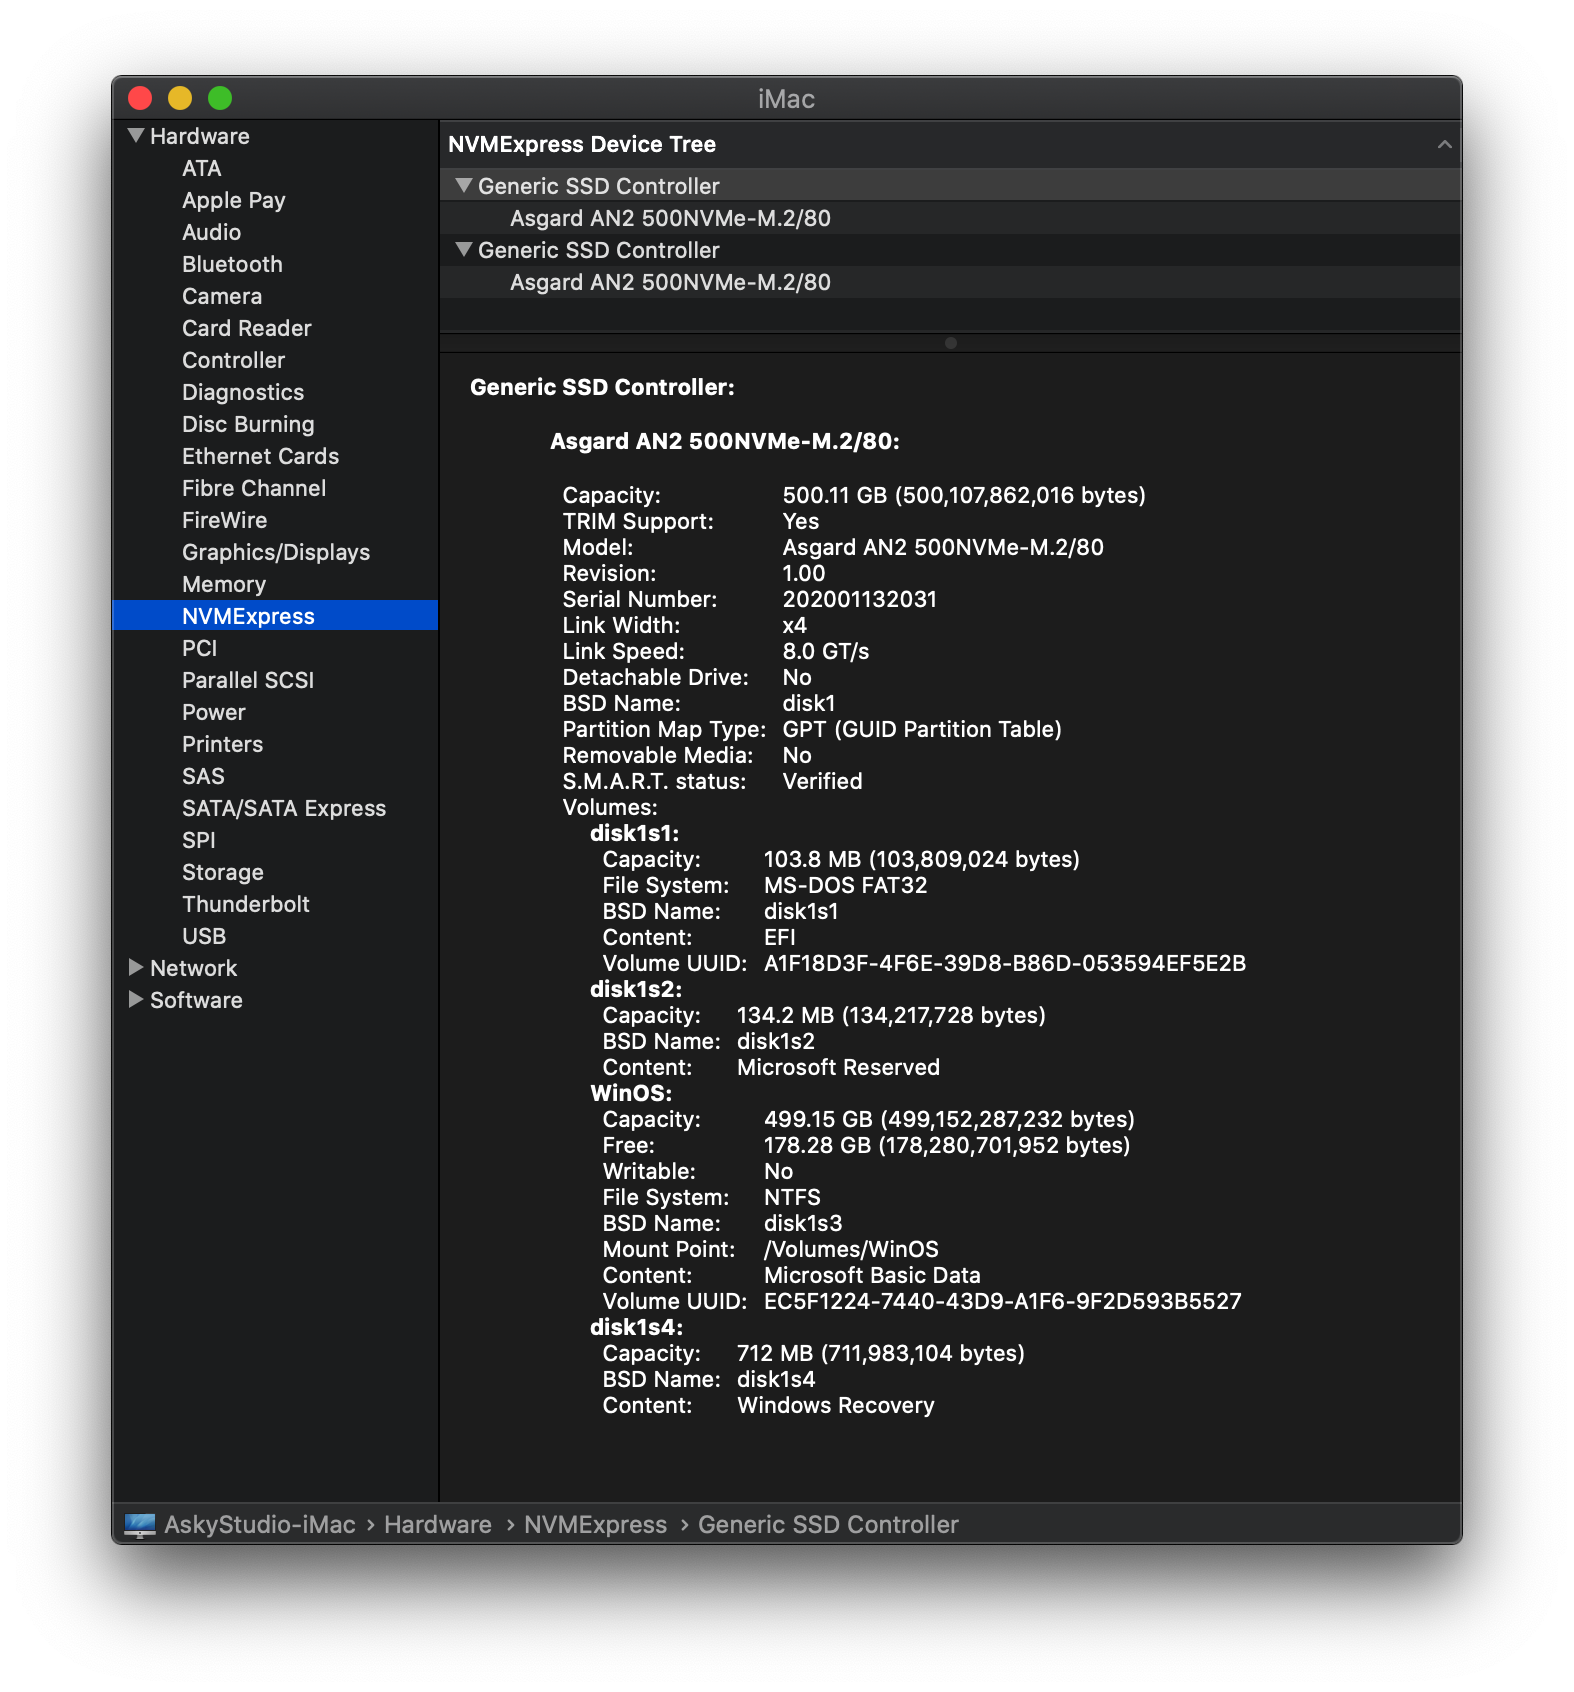 iMac
Hardware
ATA
Apple Pay
Audio
Bluetooth
Camera
Card Reader
Controller
Diagnostics
Disc Burning
Ethernet Cards
Fibre Channel
FireWire
Graphics/Displays
Memory
NVMExpress
PCI
Parallel SCSI
Power
Printers
SAS
SATA/SATA Express
SPI
Storage
Thunderbolt
USB
Network
Software
NVMExpress Device Tree
Generic SSD Controller
Asgard AN2 500NVMe-M.2/80
Generic SSD Controller
Asgard AN2 500NVMe-M.2/80
Generic SSD Controller:
Asgard AN2 500NVMe-M.2/80:
Capacity: 500.11 GB (500,107,862,016 bytes)
TRIM Support: Yes
Model: Asgard AN2 500NVMe-M.2/80
Revision: 1.00
Serial Number: 202001132031
Link Width: x4
Link Speed: 8.0 GT/s
Detachable Drive: No
BSD Name: disk1
Partition Map Type: GPT (GUID Partition Table)
Removable Media: No
S.M.A.R.T. status: Verified
Volumes:
disk1s1:
Capacity: 103.8 MB (103,809,024 bytes)
File System: MS-DOS FAT32
BSD Name: disk1s1
Content: EFI
Volume UUID: A1F18D3F-4F6E-39D8-B86D-053594EF5E2B
disk1s2:
Capacity: 134.2 MB (134,217,728 bytes)
BSD Name: disk1s2
Content: Microsoft Reserved
WinOS:
Capacity: 499.15 GB (499,152,287,232 bytes)
Free: 178.28 GB (178,280,701,952 bytes)
Writable: No
File System: NTFS
BSD Name: disk1s3
Mount Point: /Volumes/WinOS
Content: Microsoft Basic Data
Volume UUID: EC5F1224-7440-43D9-A1F6-9F2D593B5527
disk1s4:
Capacity: 712 MB (711,983,104 bytes)
BSD Name: disk1s4
Content: Windows Recovery
AskyStudio-iMac › Hardware › NVMExpress › Generic SSD Controller